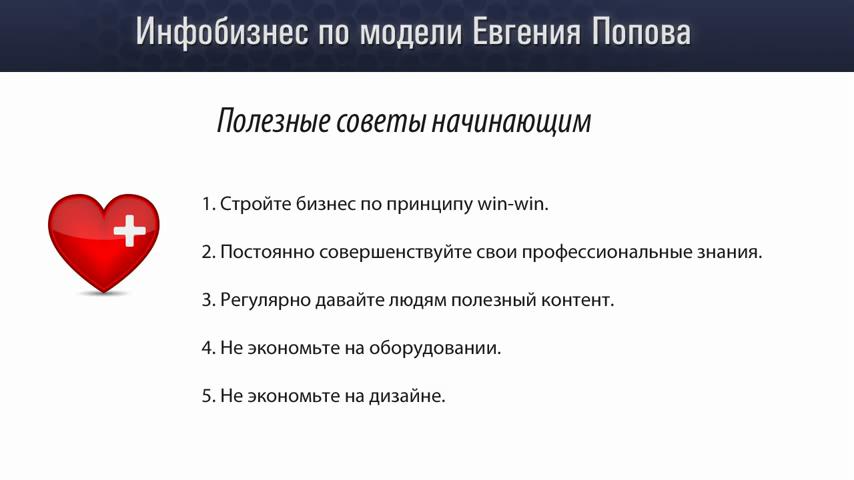 Инфобизнес по модели Евгения Попова
Полезные советы начинающим
1. Стройте бизнес по принципу win-win.
2. Постоянно совершенствуйте свои профессиональные знания.
3. Регулярно давайте людям полезный контент.
4. Не экономьте на оборудовании.
5. Не экономьте на дизайне.